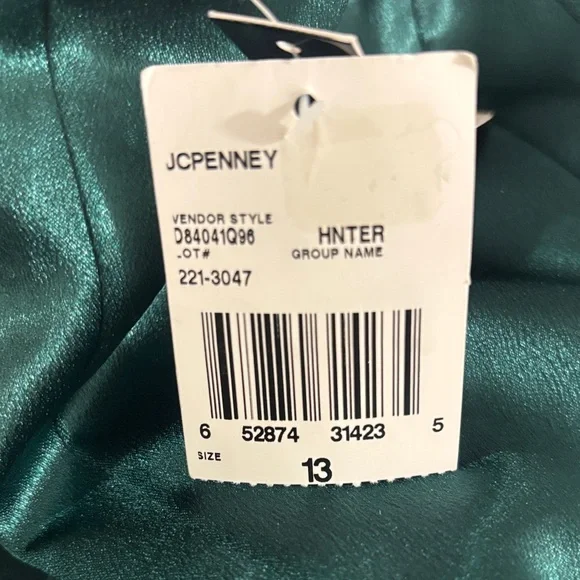 JCPENNEY
VENDOR STYLE
D84041Q96 HNTER
LOT# GROUP NAME
221-3047
6 52874 31423 5
SIZE
13